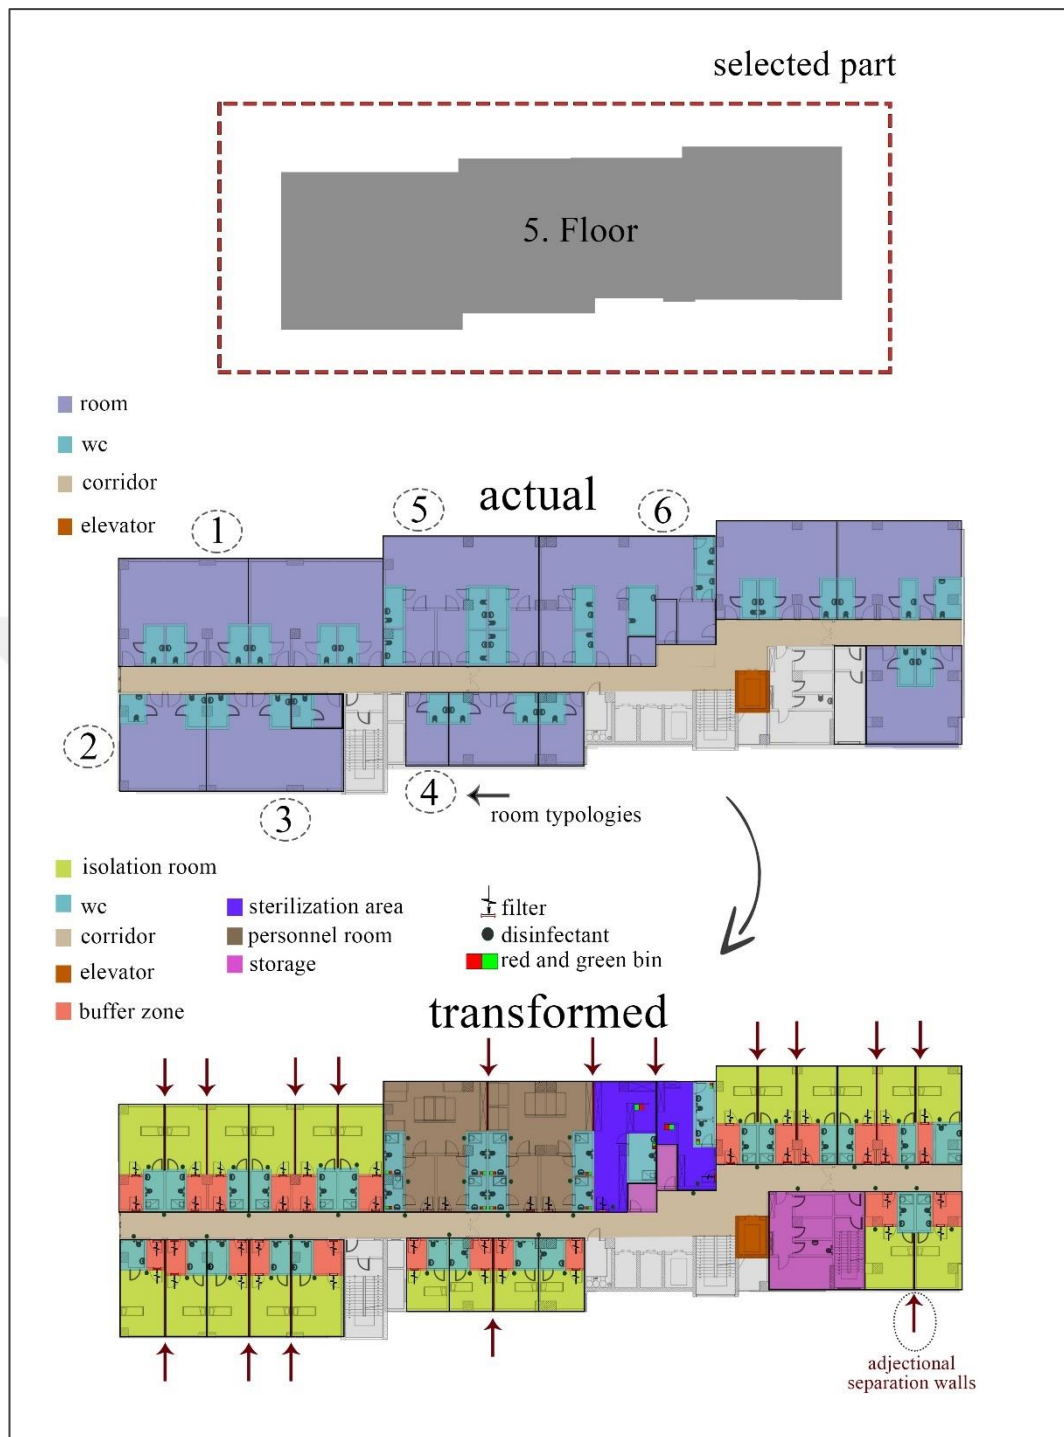 selected part
5. Floor
room
wc
corridor
elevator
actual
1
5
6
2
3
4
room typologies
isolation room
wc
corridor
elevator
buffer zone
sterilization area
personnel room
storage
filter
disinfectant
red and green bin
transformed
adjectional
separation walls